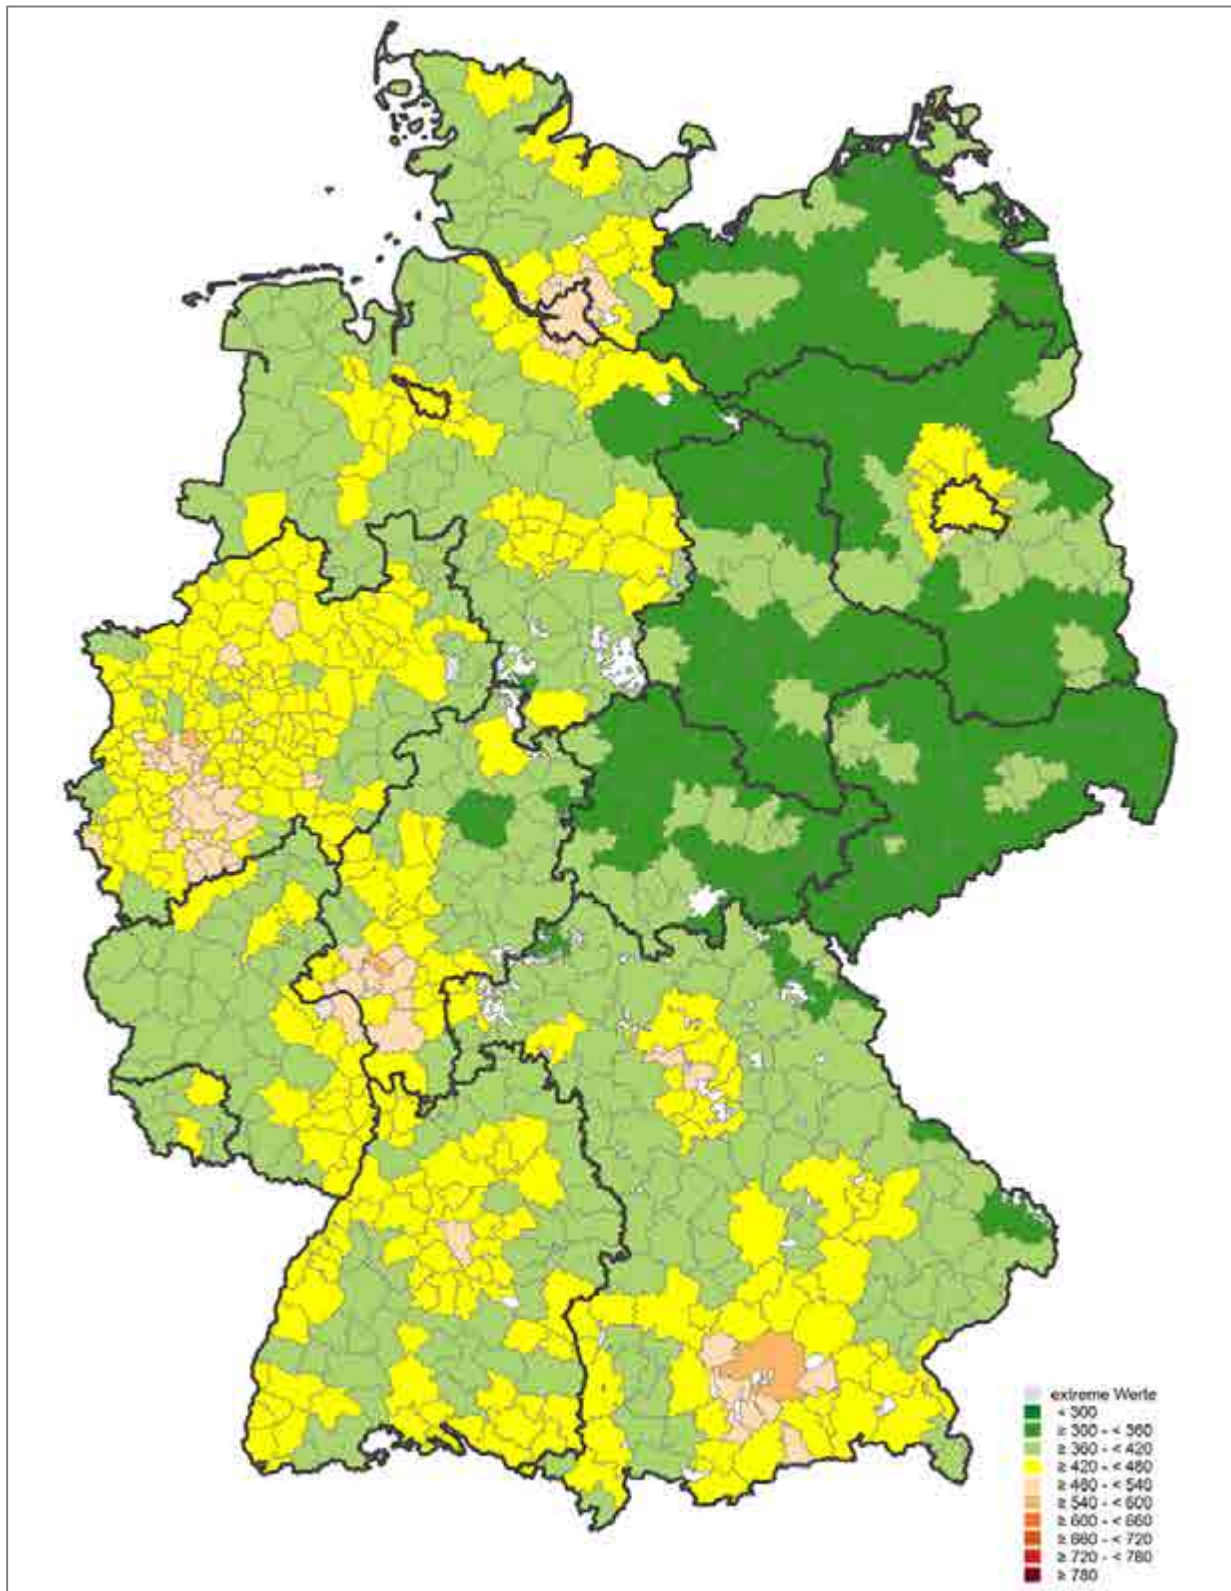 extreme Werte
< 300
≥ 300 - < 360
≥ 360 - < 420
≥ 420 - < 480
≥ 480 - < 540
≥ 540 - < 600
≥ 600 - < 660
≥ 660 - < 720
≥ 720 - < 780
≥ 780